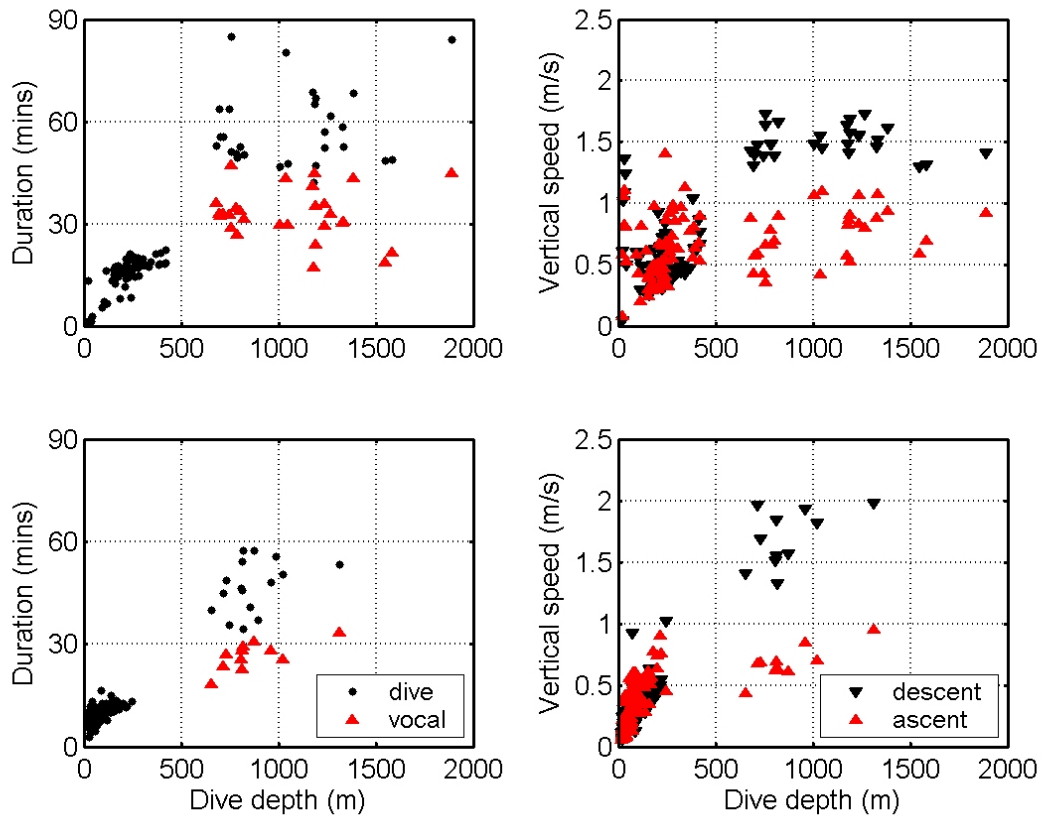 Duration (mins)
90
60
30
0
0 500 1000 1500 2000
Vertical speed (m/s)
2.5
2
1.5
1
0.5
0
0 500 1000 1500 2000
Duration (mins)
90
60
30
0
dive
vocal
0 500 1000 1500 2000
Dive depth (m)
Vertical speed (m/s)
2.5
2
1.5
1
0.5
0
descent
ascent
0 500 1000 1500 2000
Dive depth (m)